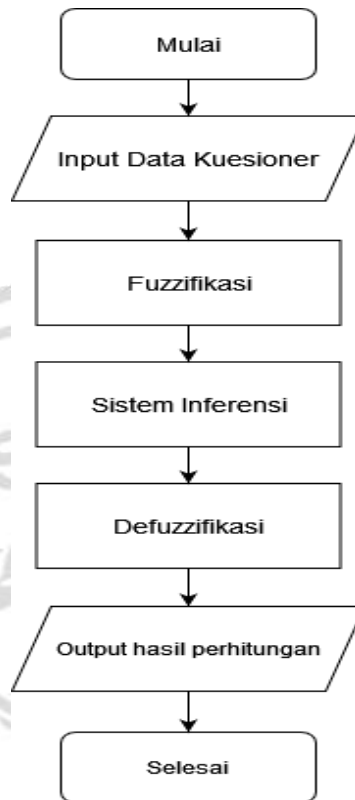 Mulai
Input Data Kuesioner
Fuzzifikasi
Sistem Inferensi
Defuzzifikasi
Output hasil perhitungan
Selesai